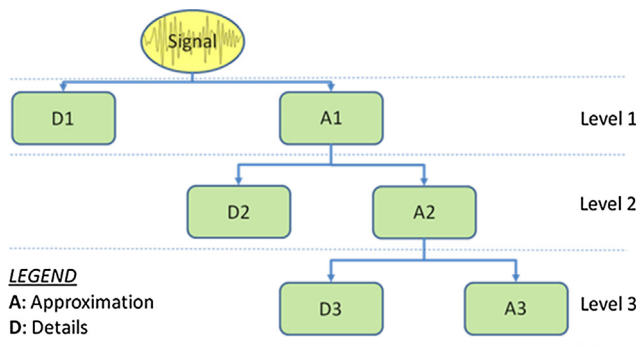 Signal
D1
A1
Level 1
D2
A2
Level 2
D3
A3
Level 3
LEGEND
A: Approximation
D: Details